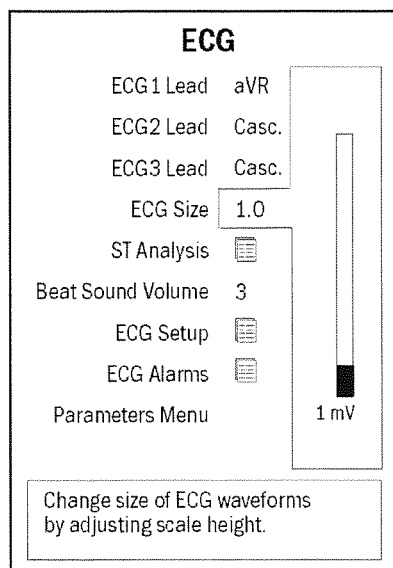 ECG
ECG1 Lead aVR
ECG2 Lead Casc.
ECG3 Lead Casc.
ECG Size 1.0
ST Analysis
Beat Sound Volume 3
ECG Setup
ECG Alarms
Parameters Menu
1 mV
Change size of ECG waveforms
by adjusting scale height.